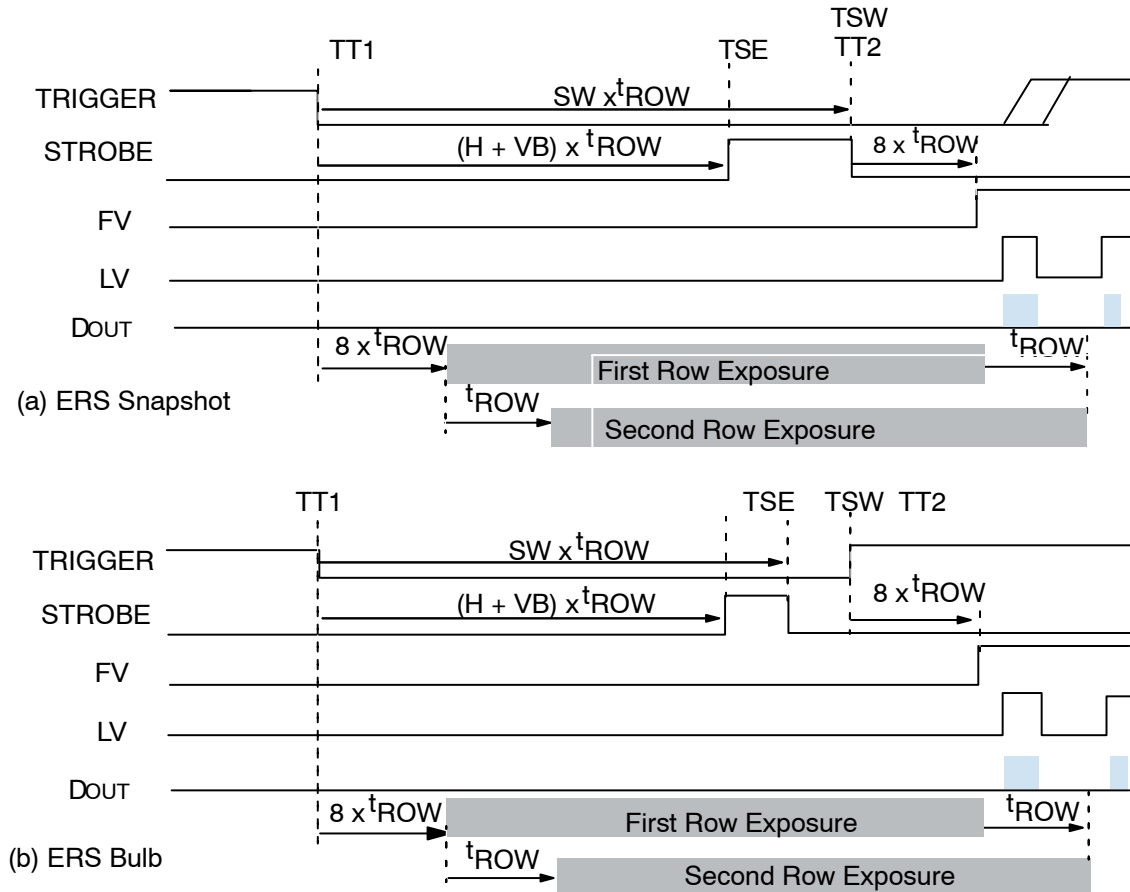 TSW
TT1 TSE TT2
TRIGGER
SW x tROW
STROBE
(H + VB) x tROW
8 x tROW
FV
LV
DOUT
8 x tROW
tROW
First Row Exposure
(a) ERS Snapshot
tROW
Second Row Exposure
TT1 TSE TSW TT2
TRIGGER
SW x tROW
STROBE
(H + VB) x tROW
8 x tROW
FV
LV
DOUT
8 x tROW
First Row Exposure
tROW
(b) ERS Bulb
tROW
Second Row Exposure